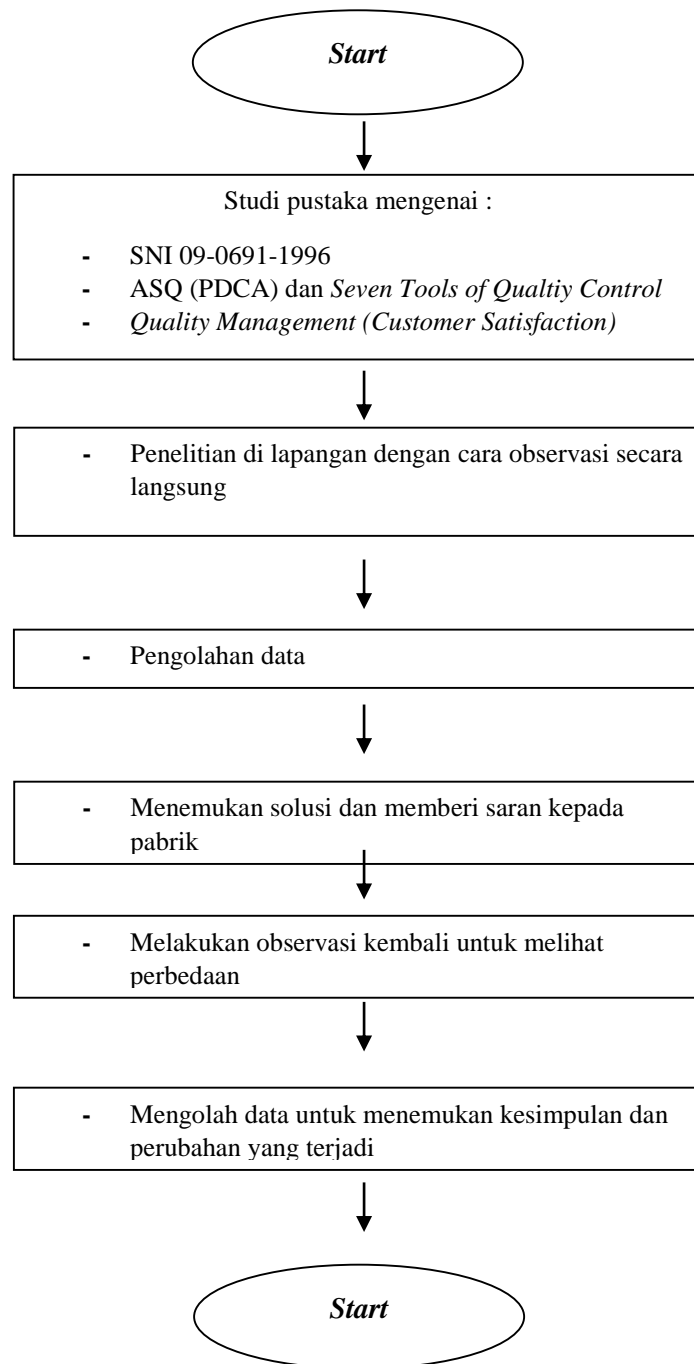 Start
Studi pustaka mengenai :
- SNI 09-0691-1996
- ASQ (PDCA) dan Seven Tools of Qualtiy Control
- Quality Management (Customer Satisfaction)
- Penelitian di lapangan dengan cara observasi secara
langsung
- Pengolahan data
- Menemukan solusi dan memberi saran kepada
pabrik
- Melakukan observasi kembali untuk melihat
perbedaan
- Mengolah data untuk menemukan kesimpulan dan
perubahan yang terjadi
Start